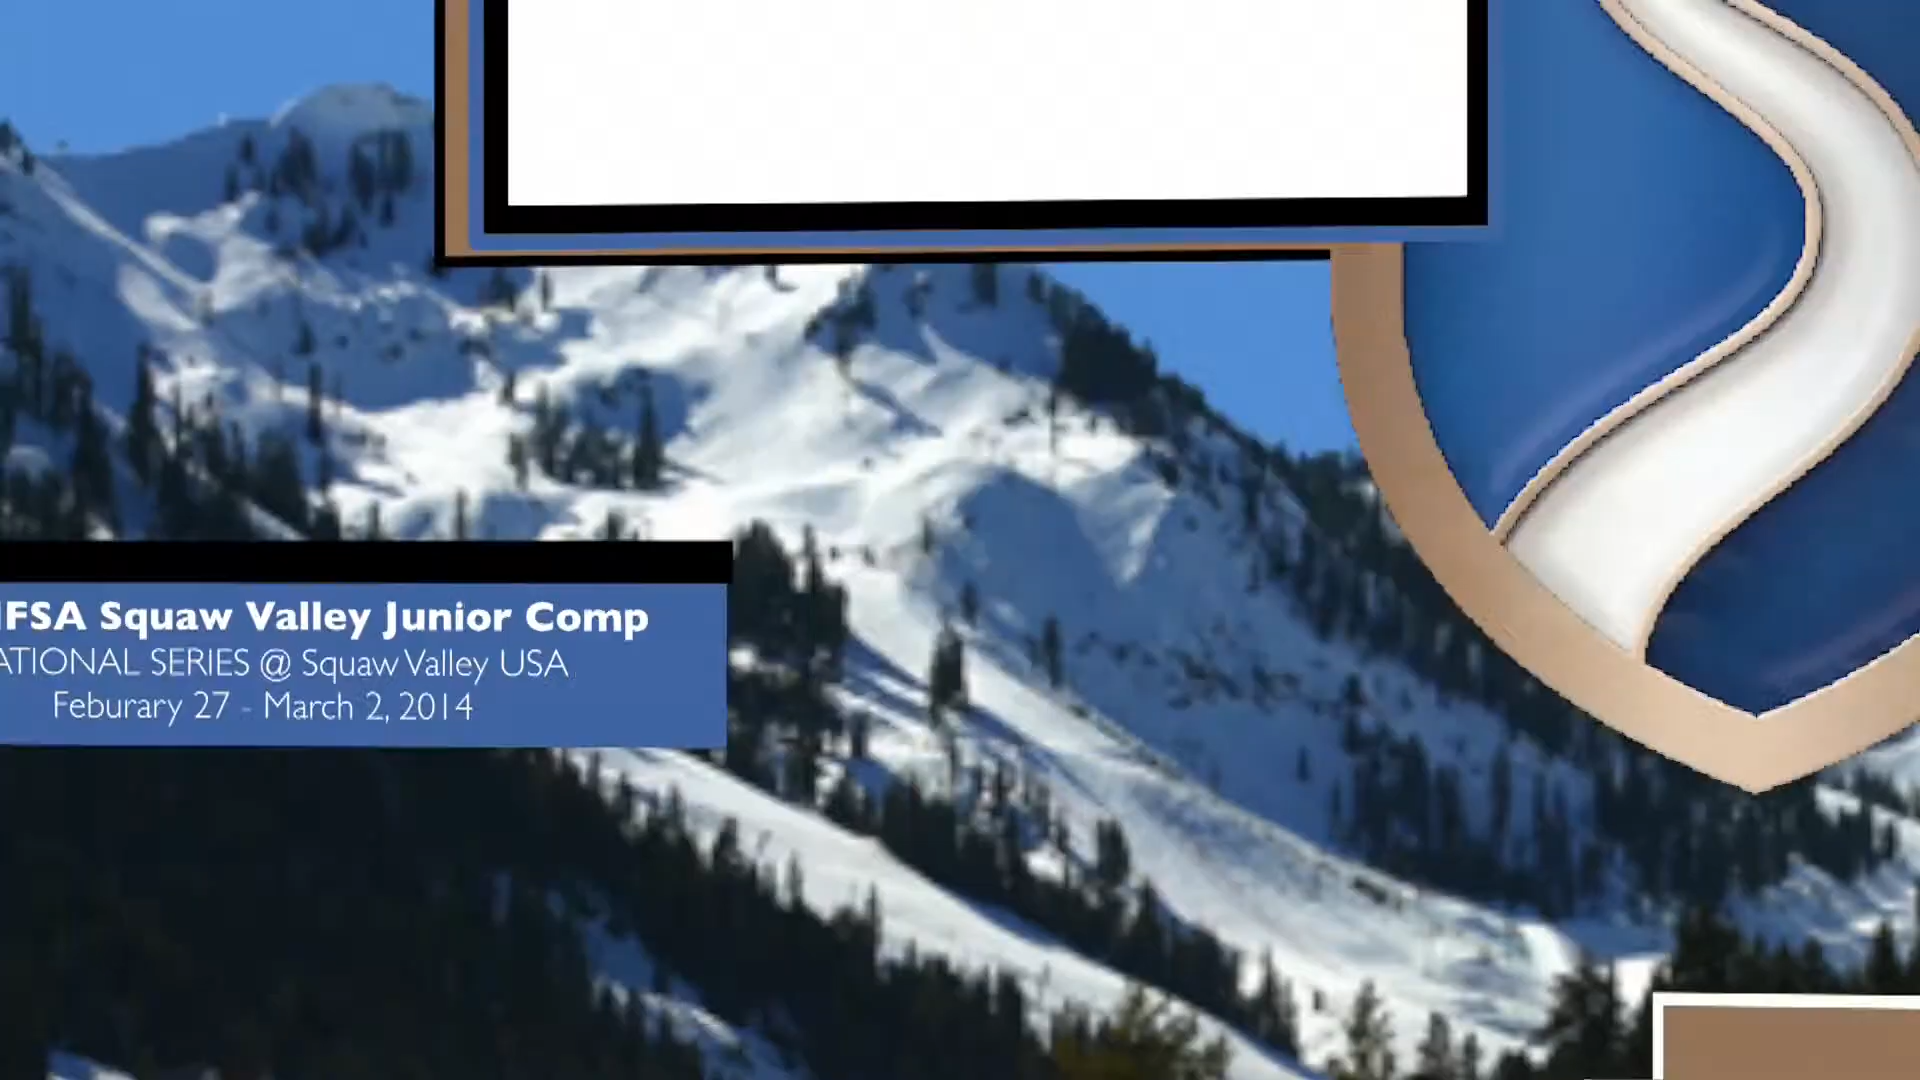 IFSA Squaw Valley Junior Comp
ATIONAL SERIES @ Squaw Valley USA
Feburary 27 - March 2, 2014